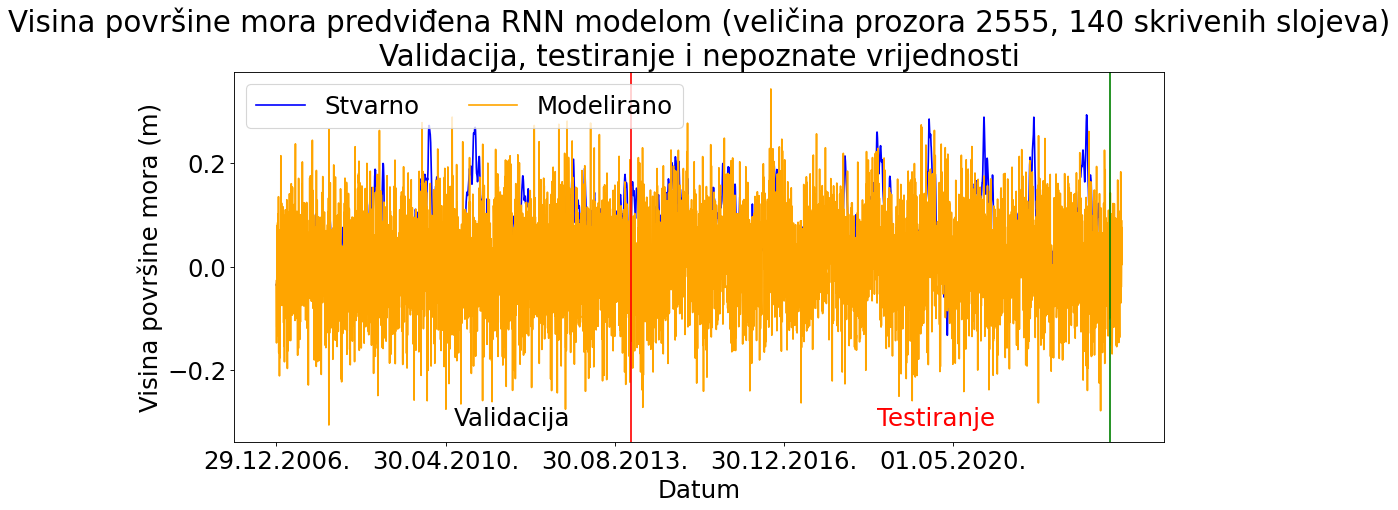 Visina površine mora predviđena RNN modelom (veličina prozora 2555, 140 skrivenih slojeva)
Validacija, testiranje i nepoznate vrijednosti
Stvarno
Modelirano
Visina površine mora (m)
0.2
0.0
−0.2
Validacija
Testiranje
29.12.2006.
30.04.2010.
30.08.2013.
30.12.2016.
01.05.2020.
Datum